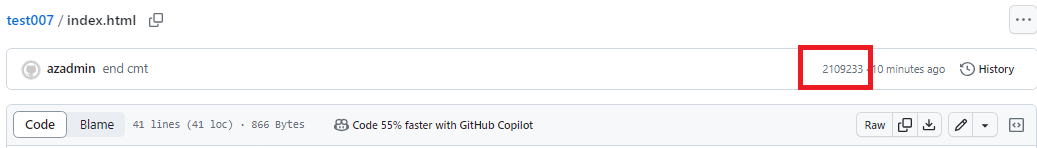 test007 / index.html
azadmin end cmt 2109233 · 10 minutes ago History
Code Blame 41 lines (41 loc) · 866 Bytes Code 55% faster with GitHub Copilot Raw